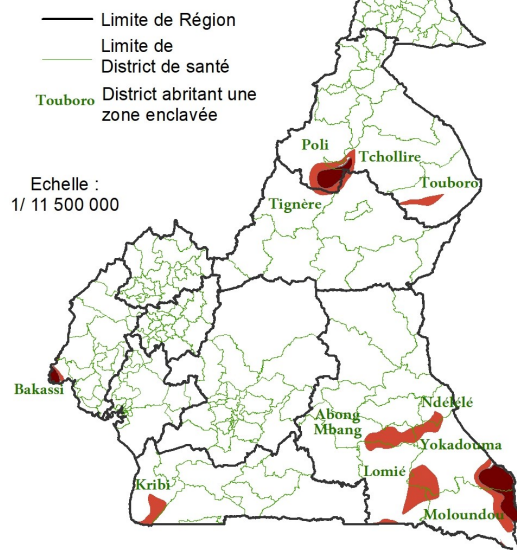 Limite de Région
Limite de
District de santé
Touboro
District abritant une
zone enclavée
Poli
Tchollire
Touboro
Echelle :
1/ 11 500 000
Tignère
Bakassi
Ndélélé
Abong
Mbang
Yokadouma
Lomié
Kribi
Moloundou